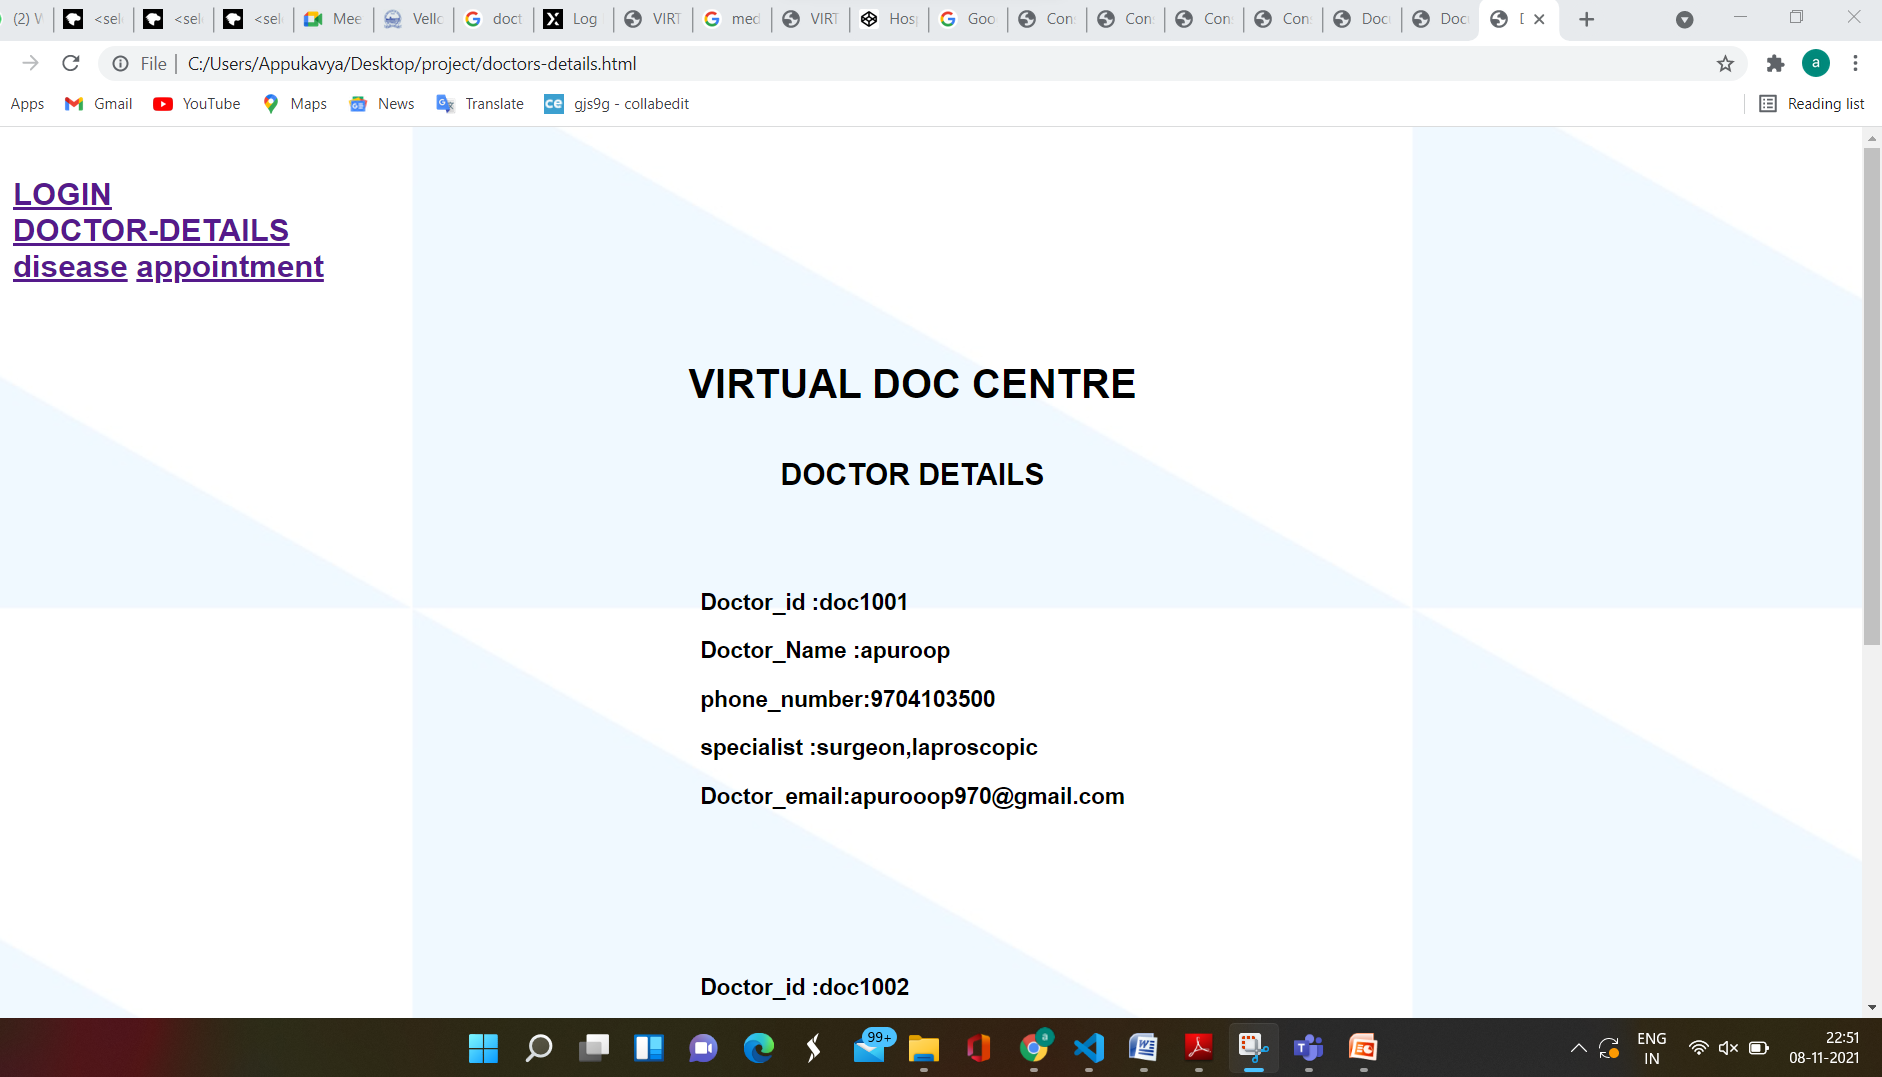 (2) W <sel <sel <sel Mee Vello doct Log VIRT med VIRT Hosp Goo Con Con Con Con Doc Doc D
File C:/Users/Appukavya/Desktop/project/doctors-details.html a
Apps Gmail YouTube Maps News Translate ce gjs9g - collabedit Reading list
LOGIN
DOCTOR-DETAILS
disease appointment
VIRTUAL DOC CENTRE
DOCTOR DETAILS
Doctor_id :doc1001
Doctor_Name :apuroop
phone_number:9704103500
specialist :surgeon,laproscopic
Doctor_email:apurooop970@gmail.com
Doctor_id :doc1002
99+ a
ENG
IN
22:51
08-11-2021